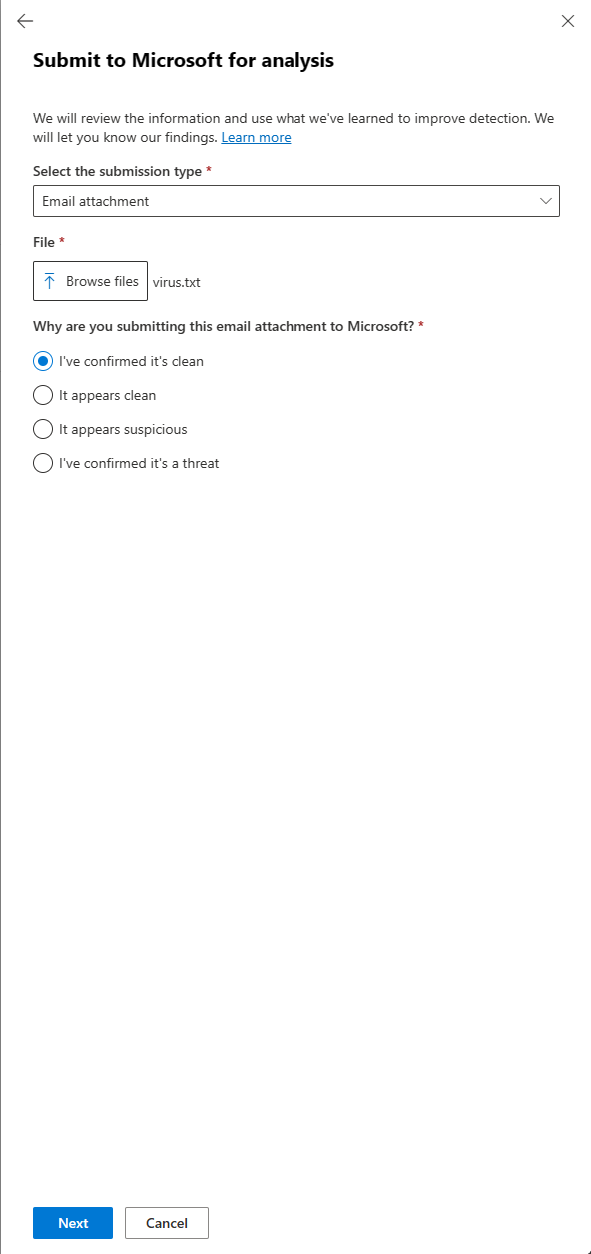 Submit to Microsoft for analysis
We will review the information and use what we've learned to improve detection. We
will let you know our findings. Learn more
Select the submission type *
Email attachment
File *
Browse files virus.txt
Why are you submitting this email attachment to Microsoft? *
I've confirmed it's clean
It appears clean
It appears suspicious
I've confirmed it's a threat
Next Cancel